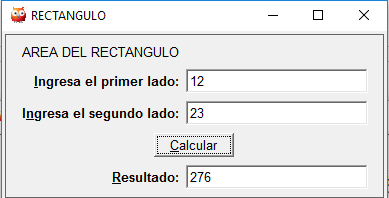 RECTANGULO
AREA DEL RECTANGULO
Ingresa el primer lado: 12
Ingresa el segundo lado: 23
Calcular
Resultado: 276